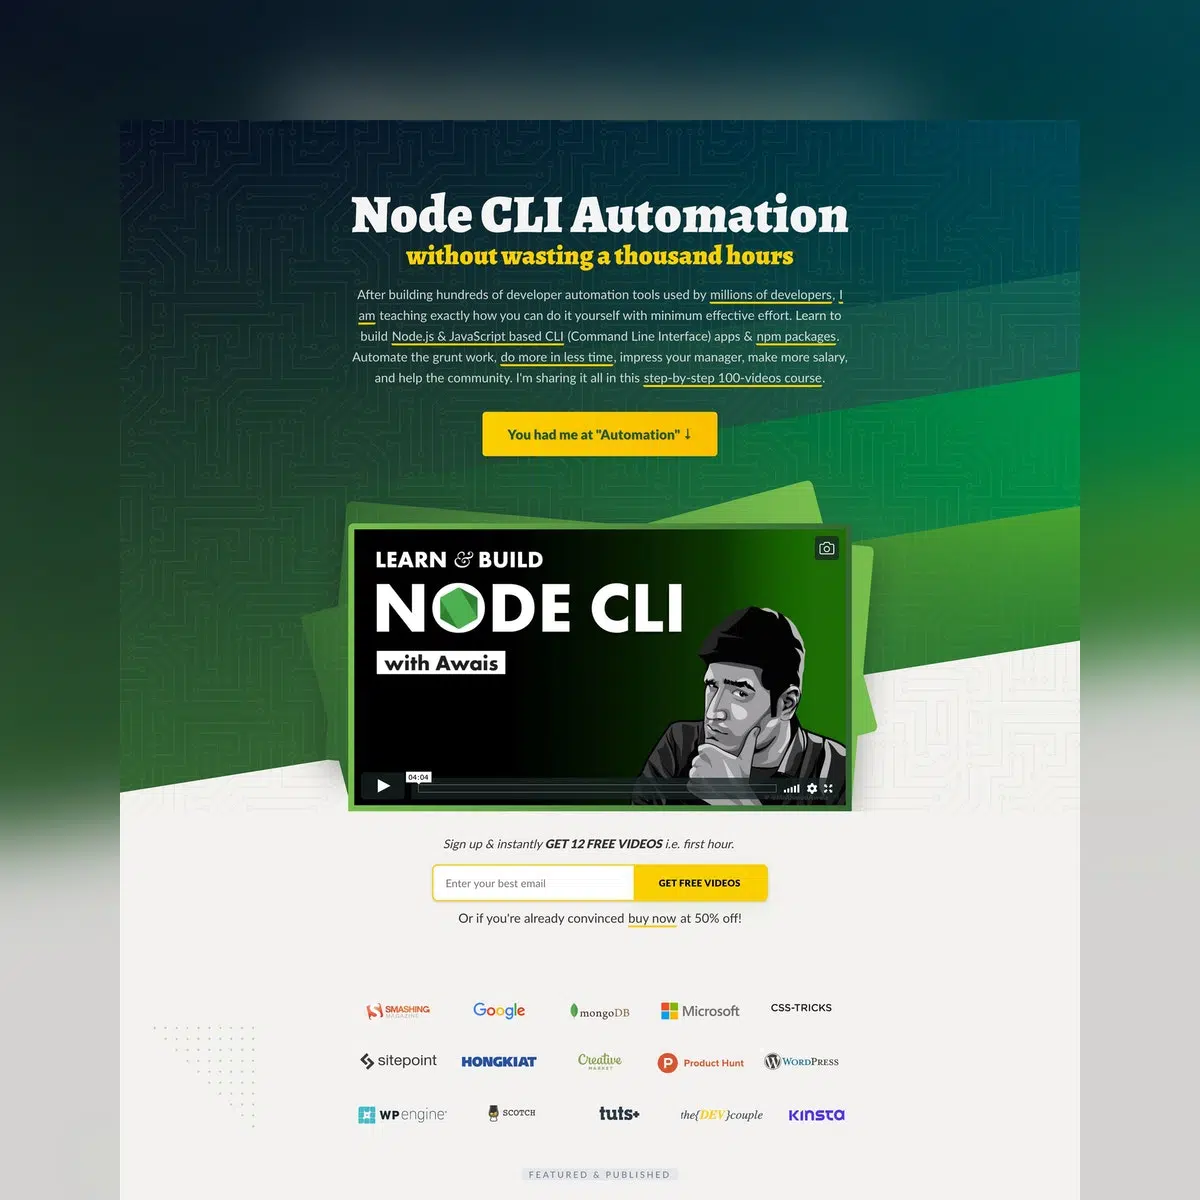 Node CLI Automation
without wasting a thousand hours
After building hundreds of developer automation tools used by millions of developers, I
am teaching exactly how you can do it yourself with minimum effective effort. Learn to
build Node.js & JavaScript based CLI (Command Line Interface) apps & npm packages.
Automate the grunt work, do more in less time, impress your manager, make more salary,
and help the community. I'm sharing it all in this step-by-step 100-videos course.
You had me at "Automation" ↓
LEARN & BUILD
NODE CLI
with Awais
04:04
Sign up & instantly GET 12 FREE VIDEOS i.e. first hour.
Enter your best email
GET FREE VIDEOS
Or if you're already convinced buy now at 50% off!
SMASHING MAGAZINE
Google
mongoDB
Microsoft
CSS-TRICKS
sitepoint
HONGKIAT
Creative MARKET
Product Hunt
WORDPRESS
WP engine
SCOTCH
tuts+
the{DEV}couple
KINSTA
FEATURED & PUBLISHED